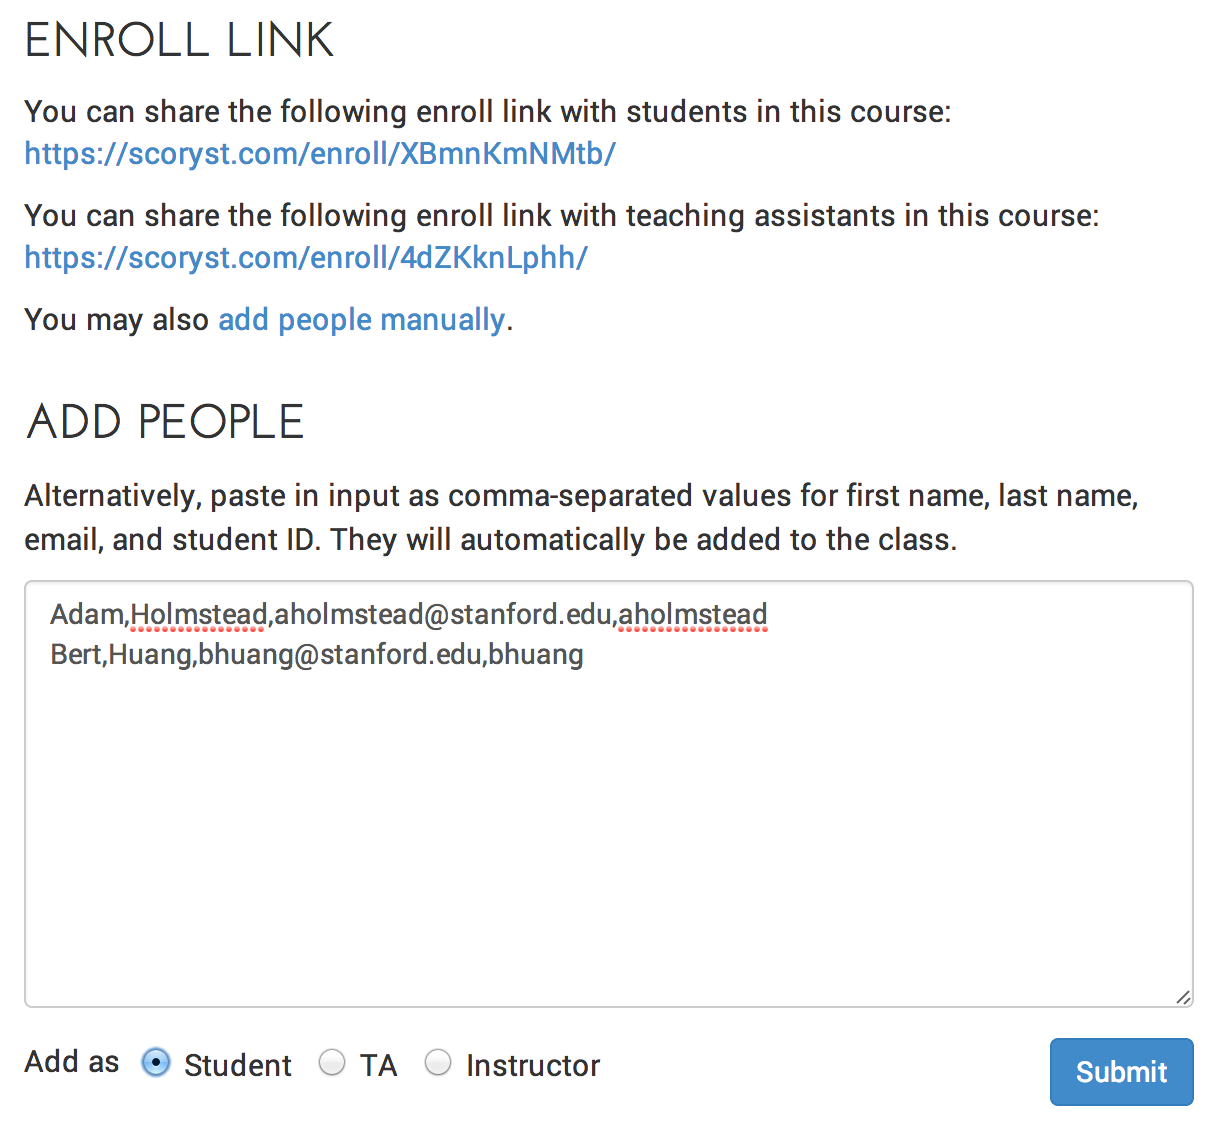 ENROLL LINK
You can share the following enroll link with students in this course:
https://scoryst.com/enroll/XBmnKmNMtb/
You can share the following enroll link with teaching assistants in this course:
https://scoryst.com/enroll/4dZKknLphh/
You may also add people manually.
ADD PEOPLE
Alternatively, paste in input as comma-separated values for first name, last name,
email, and student ID. They will automatically be added to the class.
Adam,Holmstead,aholmstead@stanford.edu,aholmstead
Bert,Huang,bhuang@stanford.edu,bhuang
Add as Student TA Instructor
Submit